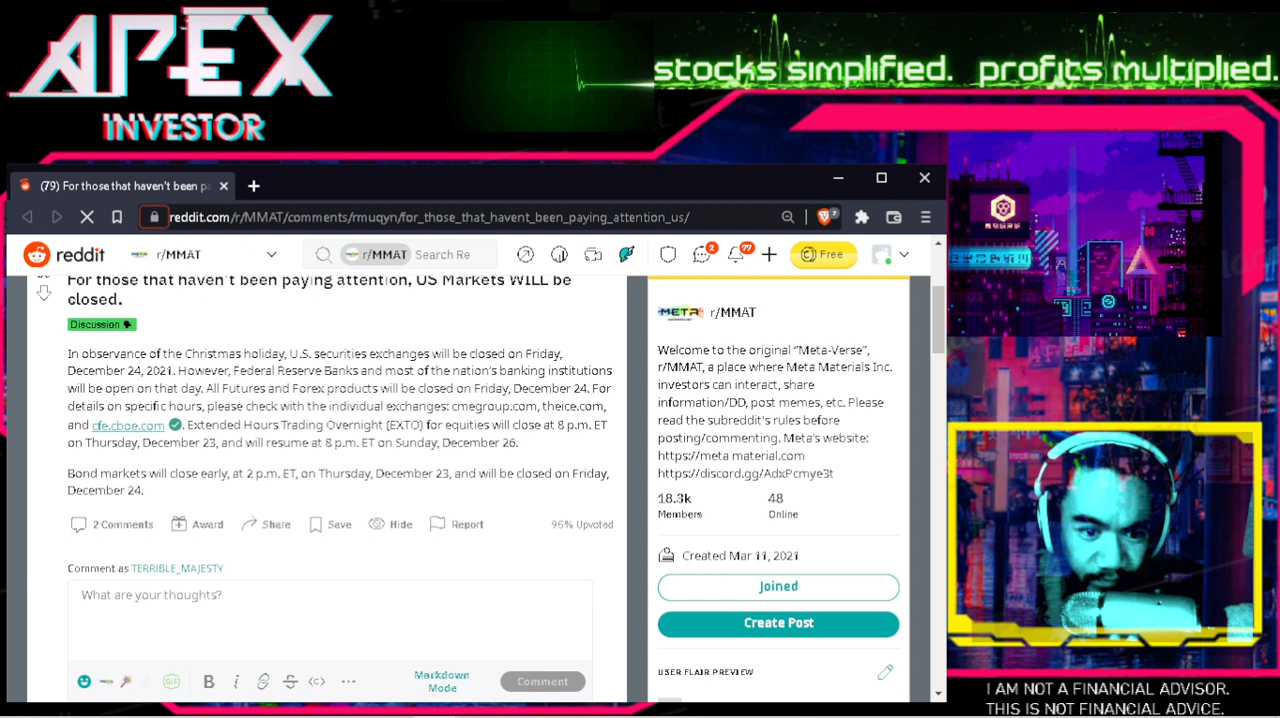 APEX
INVESTOR
stocks simplified. profits multiplied.
(79) For those that haven't been pa
reddit.com/r/MMAT/comments/rmuqyn/for_those_that_havent_been_paying_attention_us/
reddit
r/MMAT
r/MMAT Search Re
2
77
Free
For those that haven't been paying attention, US Markets WILL be
closed.
Discussion
In observance of the Christmas holiday, U.S. securities exchanges will be closed on Friday,
December 24, 2021. However, Federal Reserve Banks and most of the nation's banking institutions
will be open on that day. All Futures and Forex products will be closed on Friday, December 24. For
details on specific hours, please check with the individual exchanges: cmegroup.com, theice.com,
and cfe.cboe.com . Extended Hours Trading Overnight (EXTO) for equities will close at 8 p.m. ET
on Thursday, December 23, and will resume at 8 p.m. ET on Sunday, December 26.
Bond markets will close early, at 2 p.m. ET, on Thursday, December 23, and will be closed on Friday,
December 24.
2 Comments Award Share Save Hide Report 96% Upvoted
Comment as TERRIBLE_MAJESTY
What are your thoughts?
GIF
B i
Markdown
Mode
Comment
META r/MMAT
Welcome to the original "Meta-Verse",
r/MMAT, a place where Meta Materials Inc.
investors can interact, share
information/DD, post memes, etc. Please
read the subreddit's rules before
posting/commenting. Meta's website:
https://meta material.com
https://discord.gg/AdxPcmye3t
18.3k 48
Members Online
Created Mar 11, 2021
Joined
Create Post
USER FLAIR PREVIEW
I AM NOT A FINANCIAL ADVISOR.
THIS IS NOT FINANCIAL ADVICE.